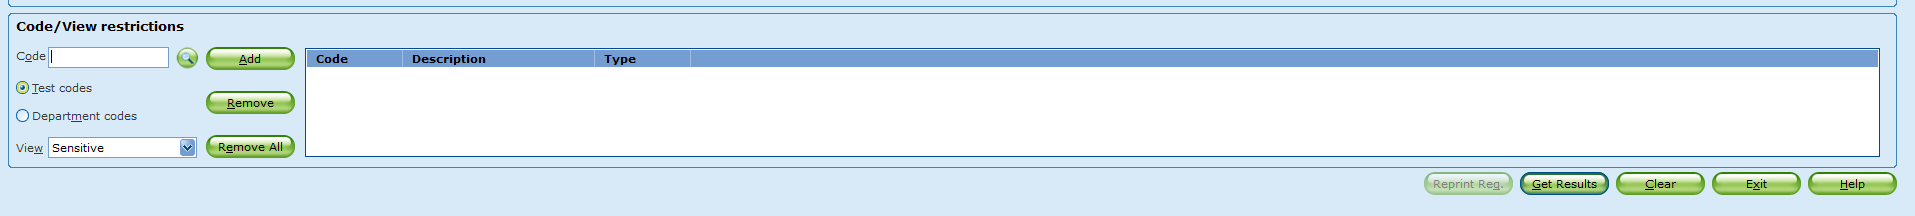 Code/View restrictions
Code
Add
Code Description Type
Test codes
Remove
Department codes
View Sensitive
Remove All
Reprint Req. Get Results Clear Exit Help